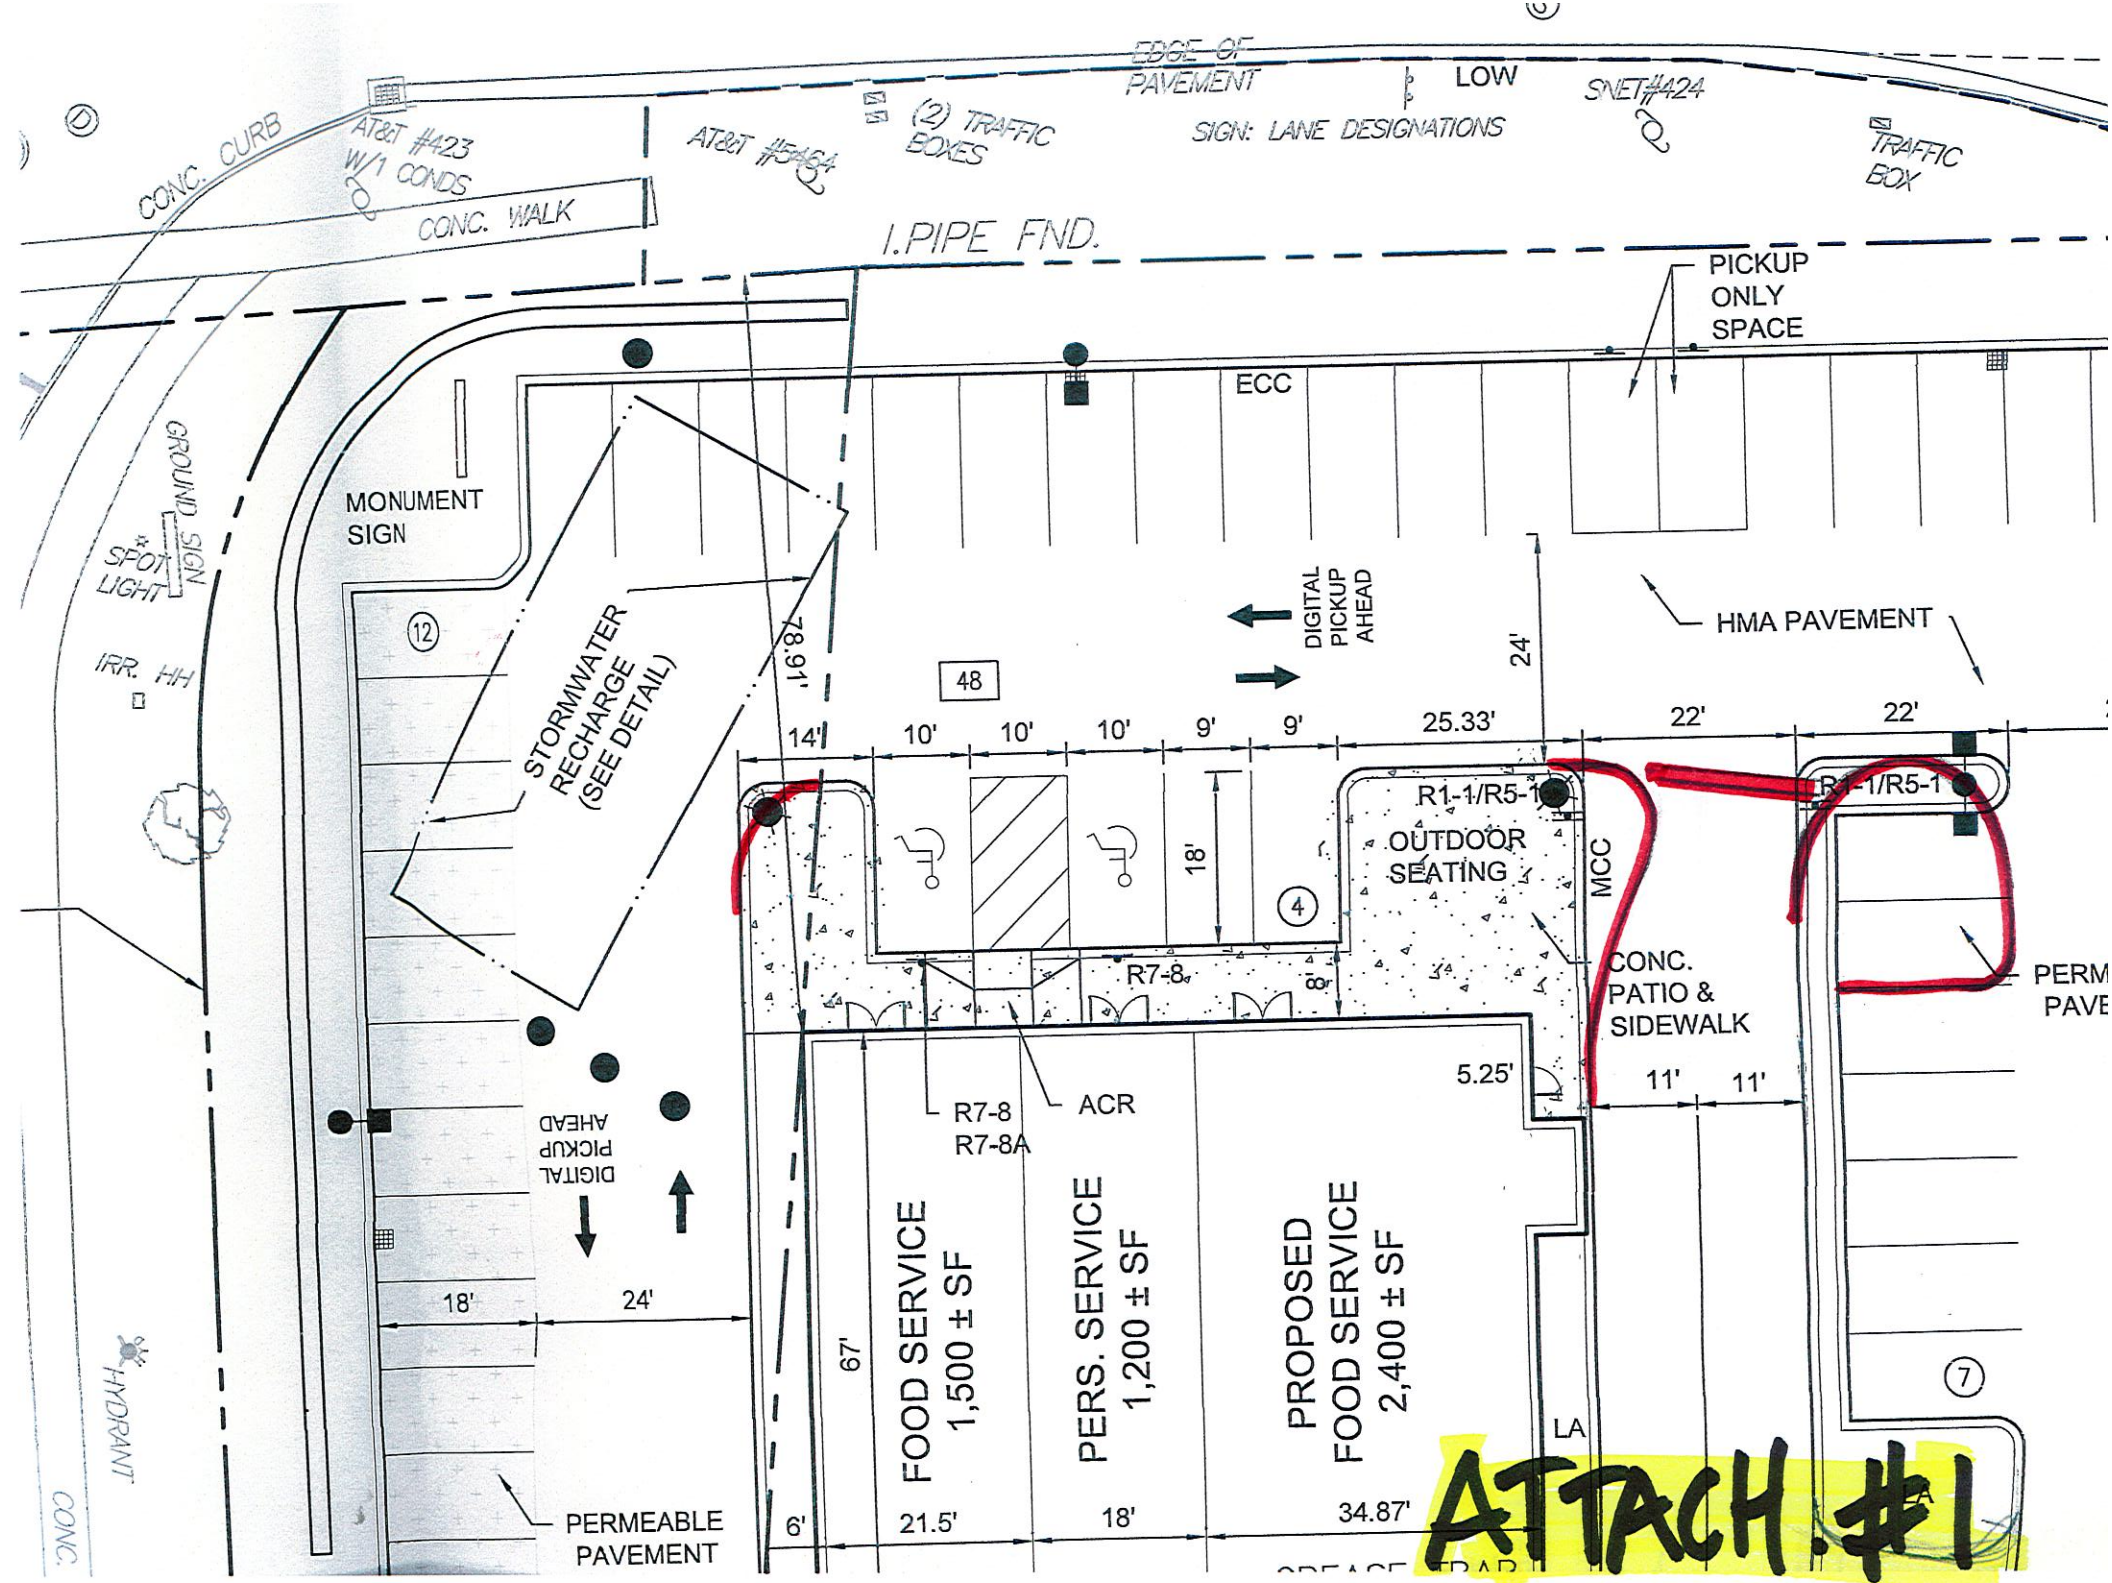 EDGE OF
PAVEMENT
LOW
SNET#424
SIGN: LANE DESIGNATIONS
(2) TRAFFIC
BOXES
AT&T #5464
TRAFFIC
BOX
D
CONC. CURB
AT&T #423
W/1 CONDS
CONC. WALK
I.PIPE FND.
PICKUP
ONLY
SPACE
ECC
GROUND SIGN
SPOT
LIGHT
MONUMENT
SIGN
IRR. HH
12
STORMWATER
RECHARGE
(SEE DETAIL)
78.91'
DIGITAL
PICKUP
AHEAD
24'
HMA PAVEMENT
48
14'
10'
10'
10'
9'
9'
25.33'
22'
22'
R1-1/R5-1
R1-1/R5-1
OUTDOOR
SEATING
MCC
18'
4
CONC.
PATIO &
SIDEWALK
R7-8
8'
PERM
PAVE
5.25'
11'
11'
R7-8
R7-8A
ACR
DIGITAL
PICKUP
AHEAD
18'
24'
67'
FOOD SERVICE
1,500 ± SF
PERS. SERVICE
1,200 ± SF
PROPOSED
FOOD SERVICE
2,400 ± SF
7
LA
HYDRANT
CONC.
PERMEABLE
PAVEMENT
6'
21.5'
18'
34.87'
GREASE TRAP
LA
ATTACH. #1